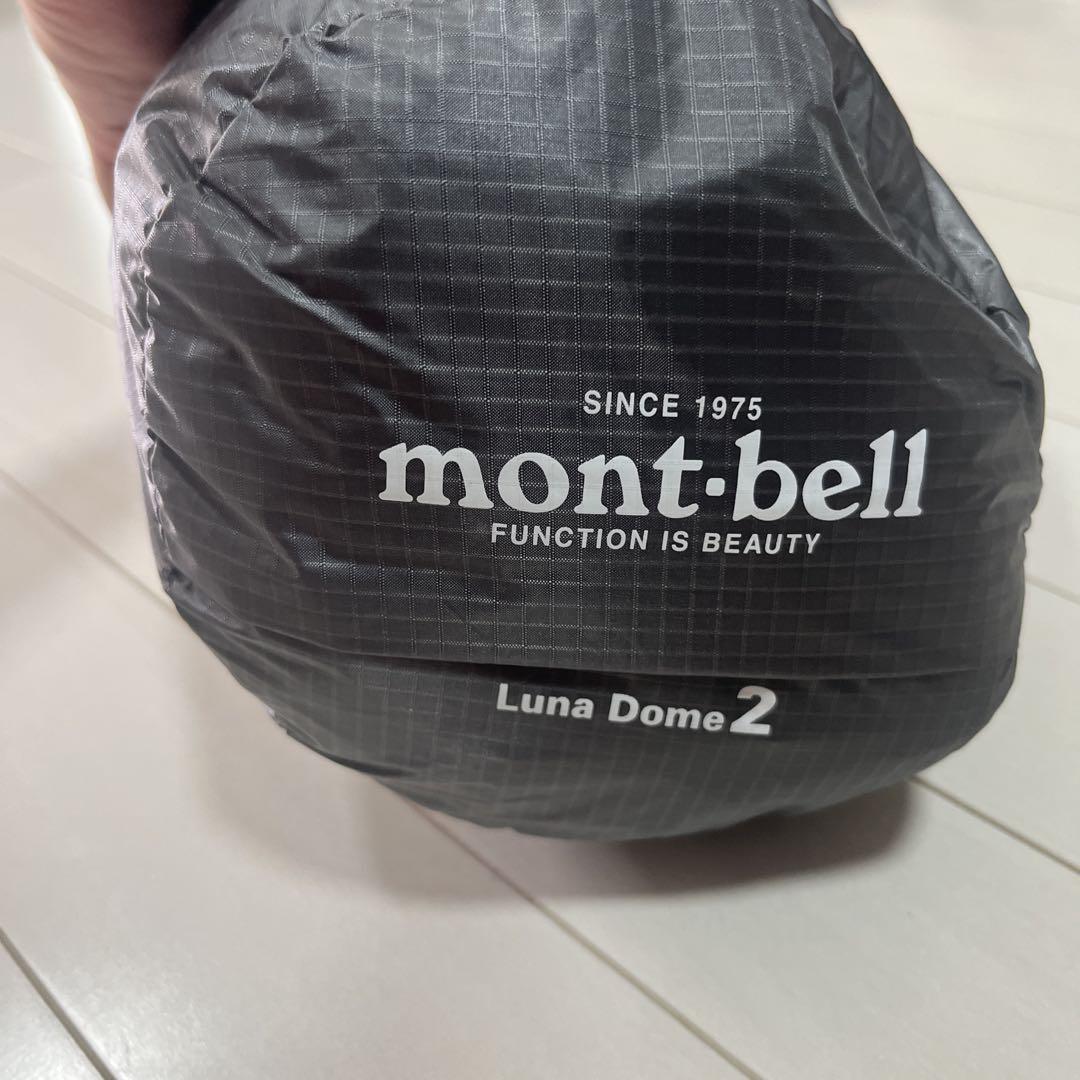 SINCE 1975
mont·bell
FUNCTION IS BEAUTY
Luna Dome 2